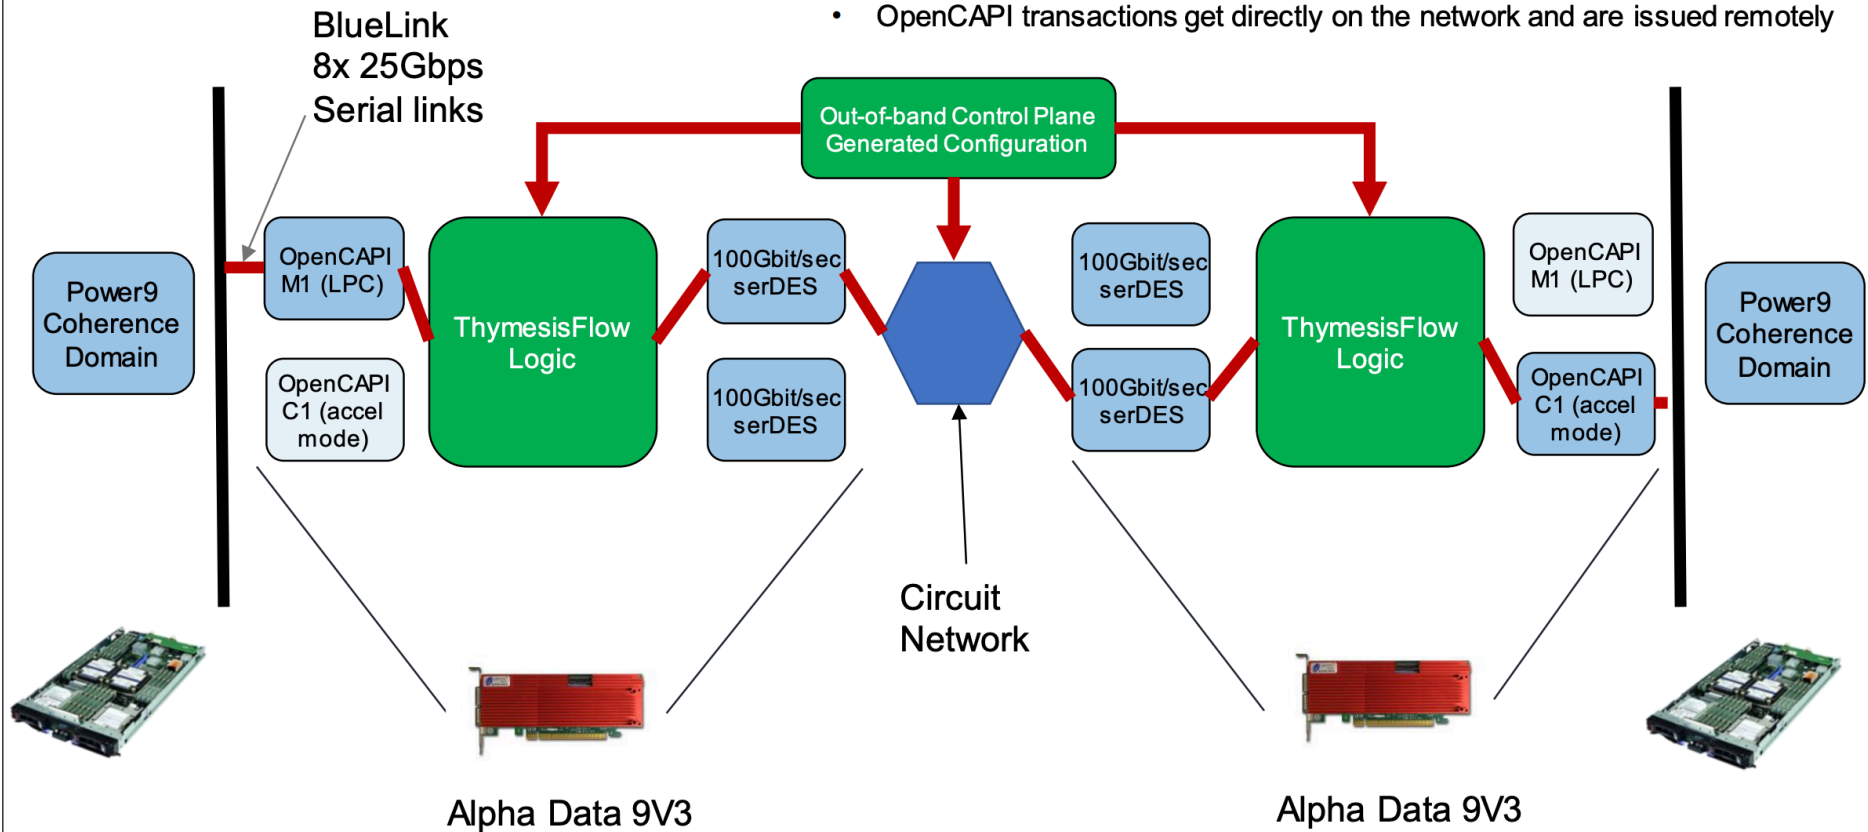 • OpenCAPI transactions get directly on the network and are issued remotely
BlueLink
8x 25Gbps
Serial links
Out-of-band Control Plane
Generated Configuration
Power9
Coherence
Domain
OpenCAPI
M1 (LPC)
OpenCAPI
C1 (accel
mode)
ThymesisFlow
Logic
100Gbit/sec
serDES
100Gbit/sec
serDES
100Gbit/sec
serDES
100Gbit/sec
serDES
ThymesisFlow
Logic
OpenCAPI
M1 (LPC)
OpenCAPI
C1 (accel
mode)
Power9
Coherence
Domain
Circuit
Network
Alpha Data 9V3
Alpha Data 9V3